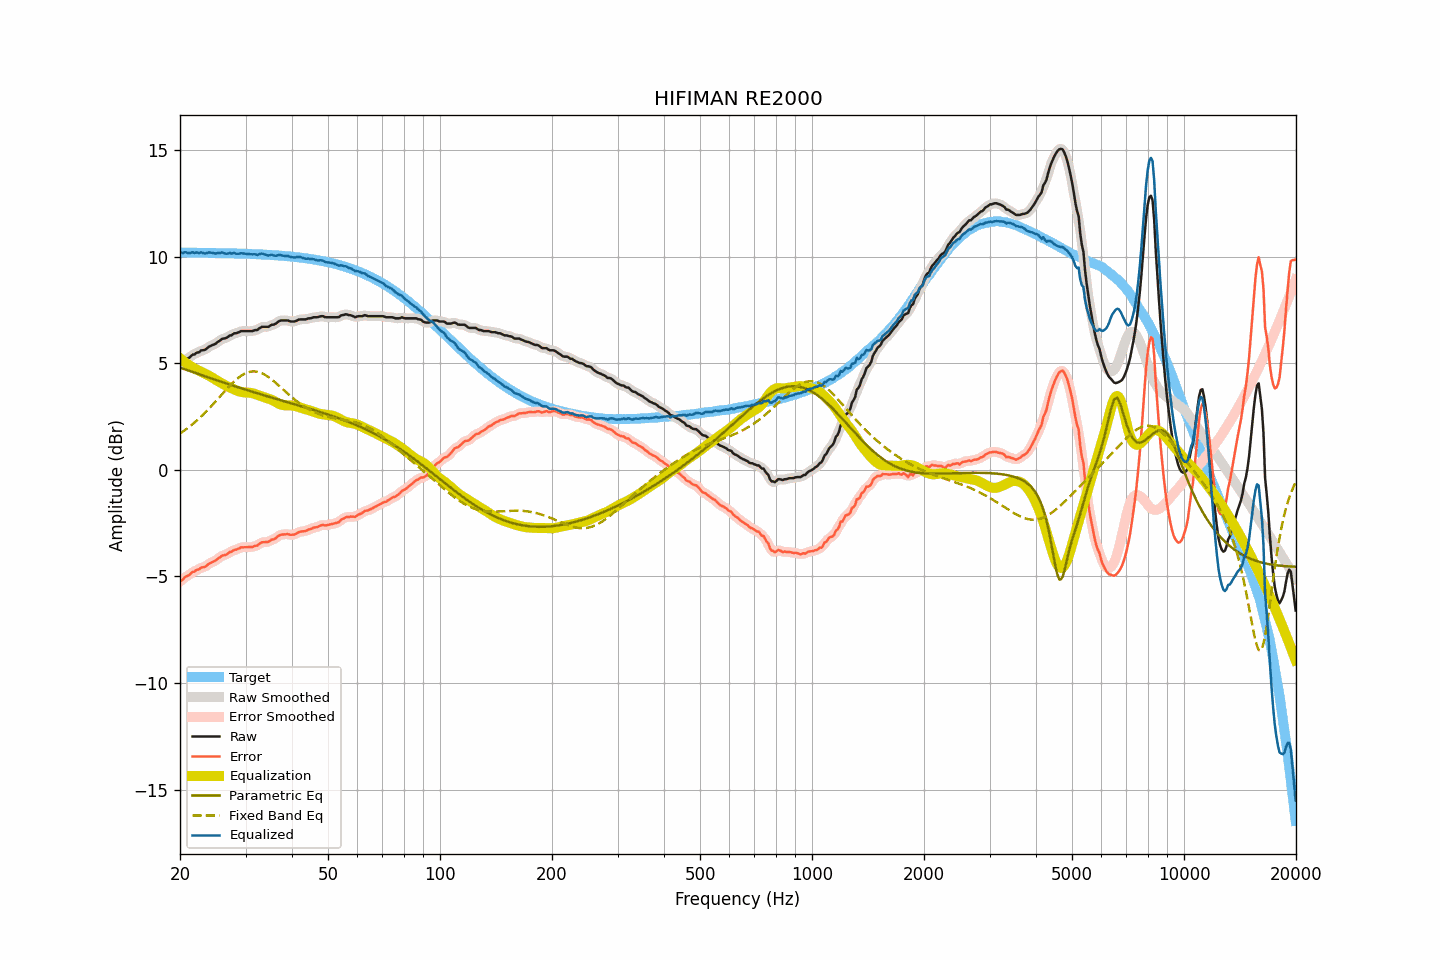 HIFIMAN RE2000
Amplitude (dBr)
15
10
5
0
−5
−10
−15
Target
Raw Smoothed
Error Smoothed
Raw
Error
Equalization
Parametric Eq
Fixed Band Eq
Equalized
20 50 100 200 500 1000 2000 5000 10000 20000
Frequency (Hz)